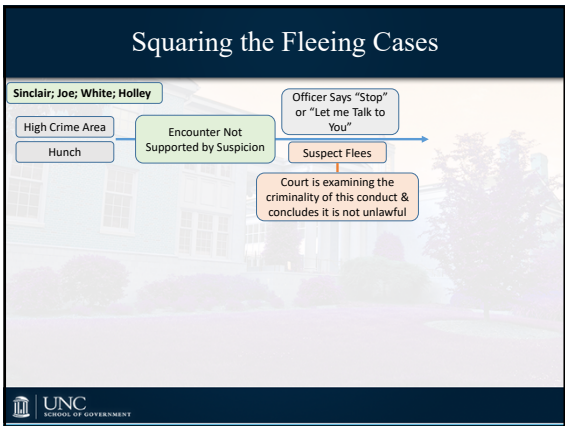 Squaring the Fleeing Cases
Sinclair; Joe; White; Holley
High Crime Area
Hunch
Encounter Not
Supported by Suspicion
Officer Says “Stop”
or “Let me Talk to
You”
Suspect Flees
Court is examining the
criminality of this conduct &
concludes it is not unlawful
UNC
SCHOOL OF GOVERNMENT